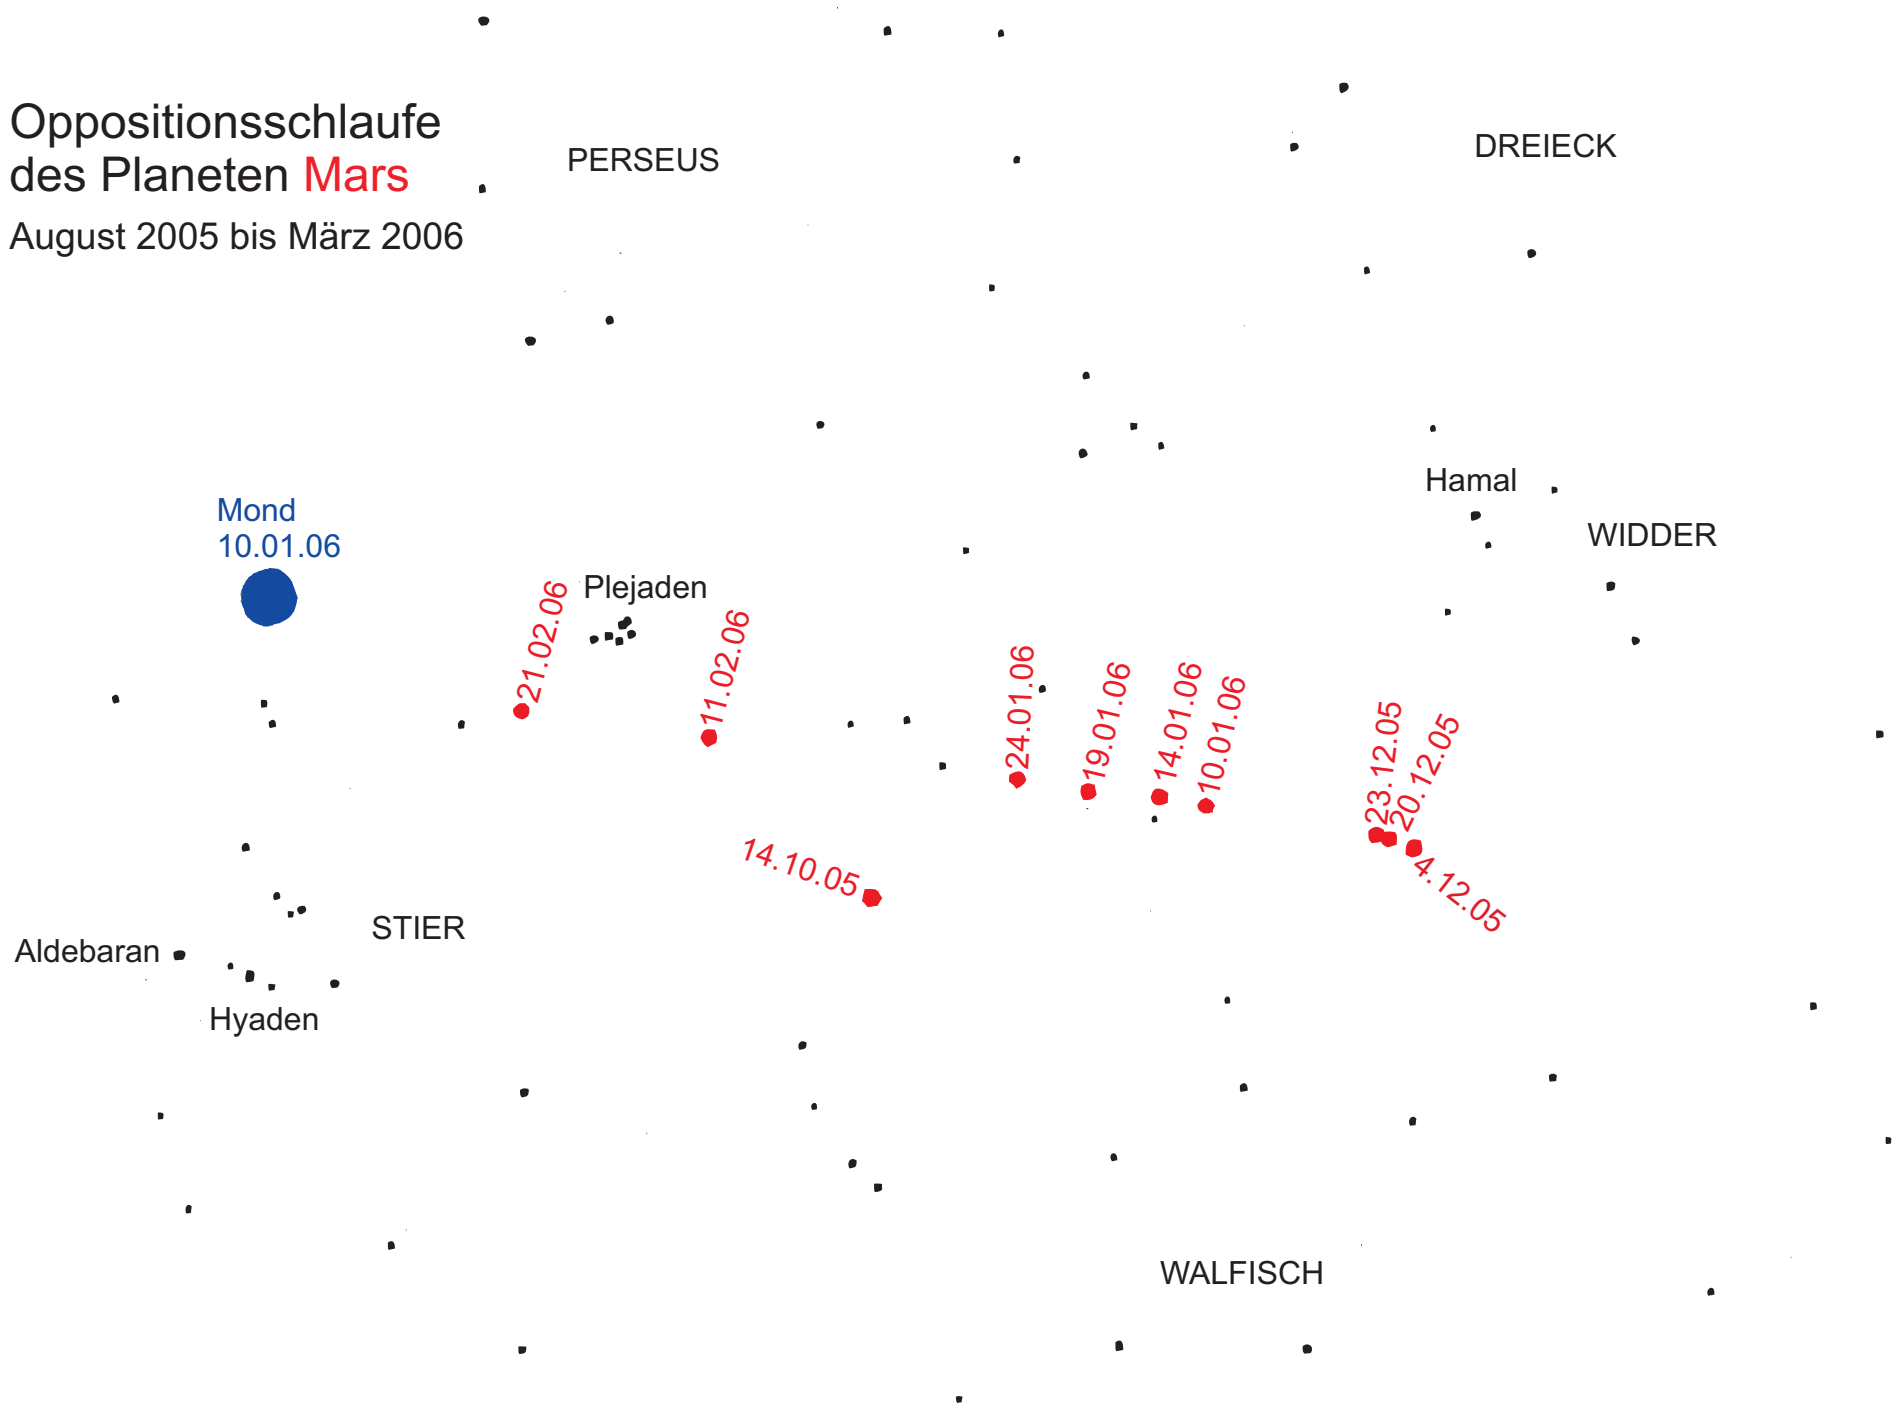 Oppositionsschlaufe
des Planeten Mars
August 2005 bis März 2006
PERSEUS
DREIECK
Hamal
WIDDER
Mond
10.01.06
Plejaden
21.02.06
11.02.06
24.01.06
19.01.06
14.01.06
10.01.06
23.12.05
20.12.05
4.12.05
14.10.05
STIER
Aldebaran
Hyaden
WALFISCH